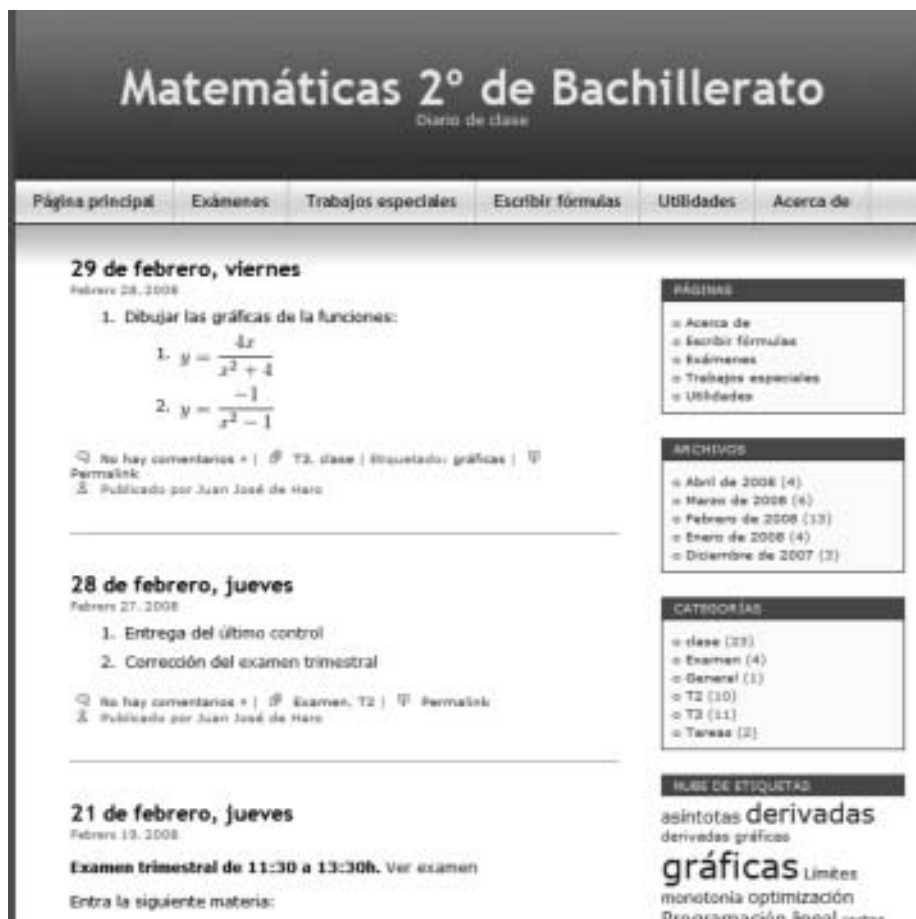 Matemáticas 2º de Bachillerato
Diario de clase
Página principal
Exámenes
Trabajos especiales
Escribir fórmulas
Utilidades
Acerca de
29 de febrero, viernes
Febrero 28, 2008
1. Dibujar las gráficas de la funciones:
1. y = 4x / x² + 4
2. y = −1 / x² − 1
No hay comentarios » | T3, clase | Etiquetado: gráficas |
Permalink
Publicado por Juan José de Haro
28 de febrero, jueves
Febrero 27, 2008
1. Entrega del último control
2. Corrección del examen trimestral
No hay comentarios » | Examen, T2 | Permalink
Publicado por Juan José de Haro
21 de febrero, jueves
Febrero 19, 2008
Examen trimestral de 11:30 a 13:30h. Ver examen
Entra la siguiente materia:
PÁGINAS
Acerca de
Escribir fórmulas
Exámenes
Trabajos especiales
Utilidades
ARCHIVOS
Abril de 2008 (4)
Marzo de 2008 (6)
Febrero de 2008 (13)
Enero de 2008 (4)
Diciembre de 2007 (3)
CATEGORÍAS
clase (23)
Examen (4)
General (1)
T2 (10)
T3 (11)
Tareas (2)
NUBE DE ETIQUETAS
asintotas derivadas
derivadas gráficas
gráficas Límites
monotonía optimización
Programación lineal